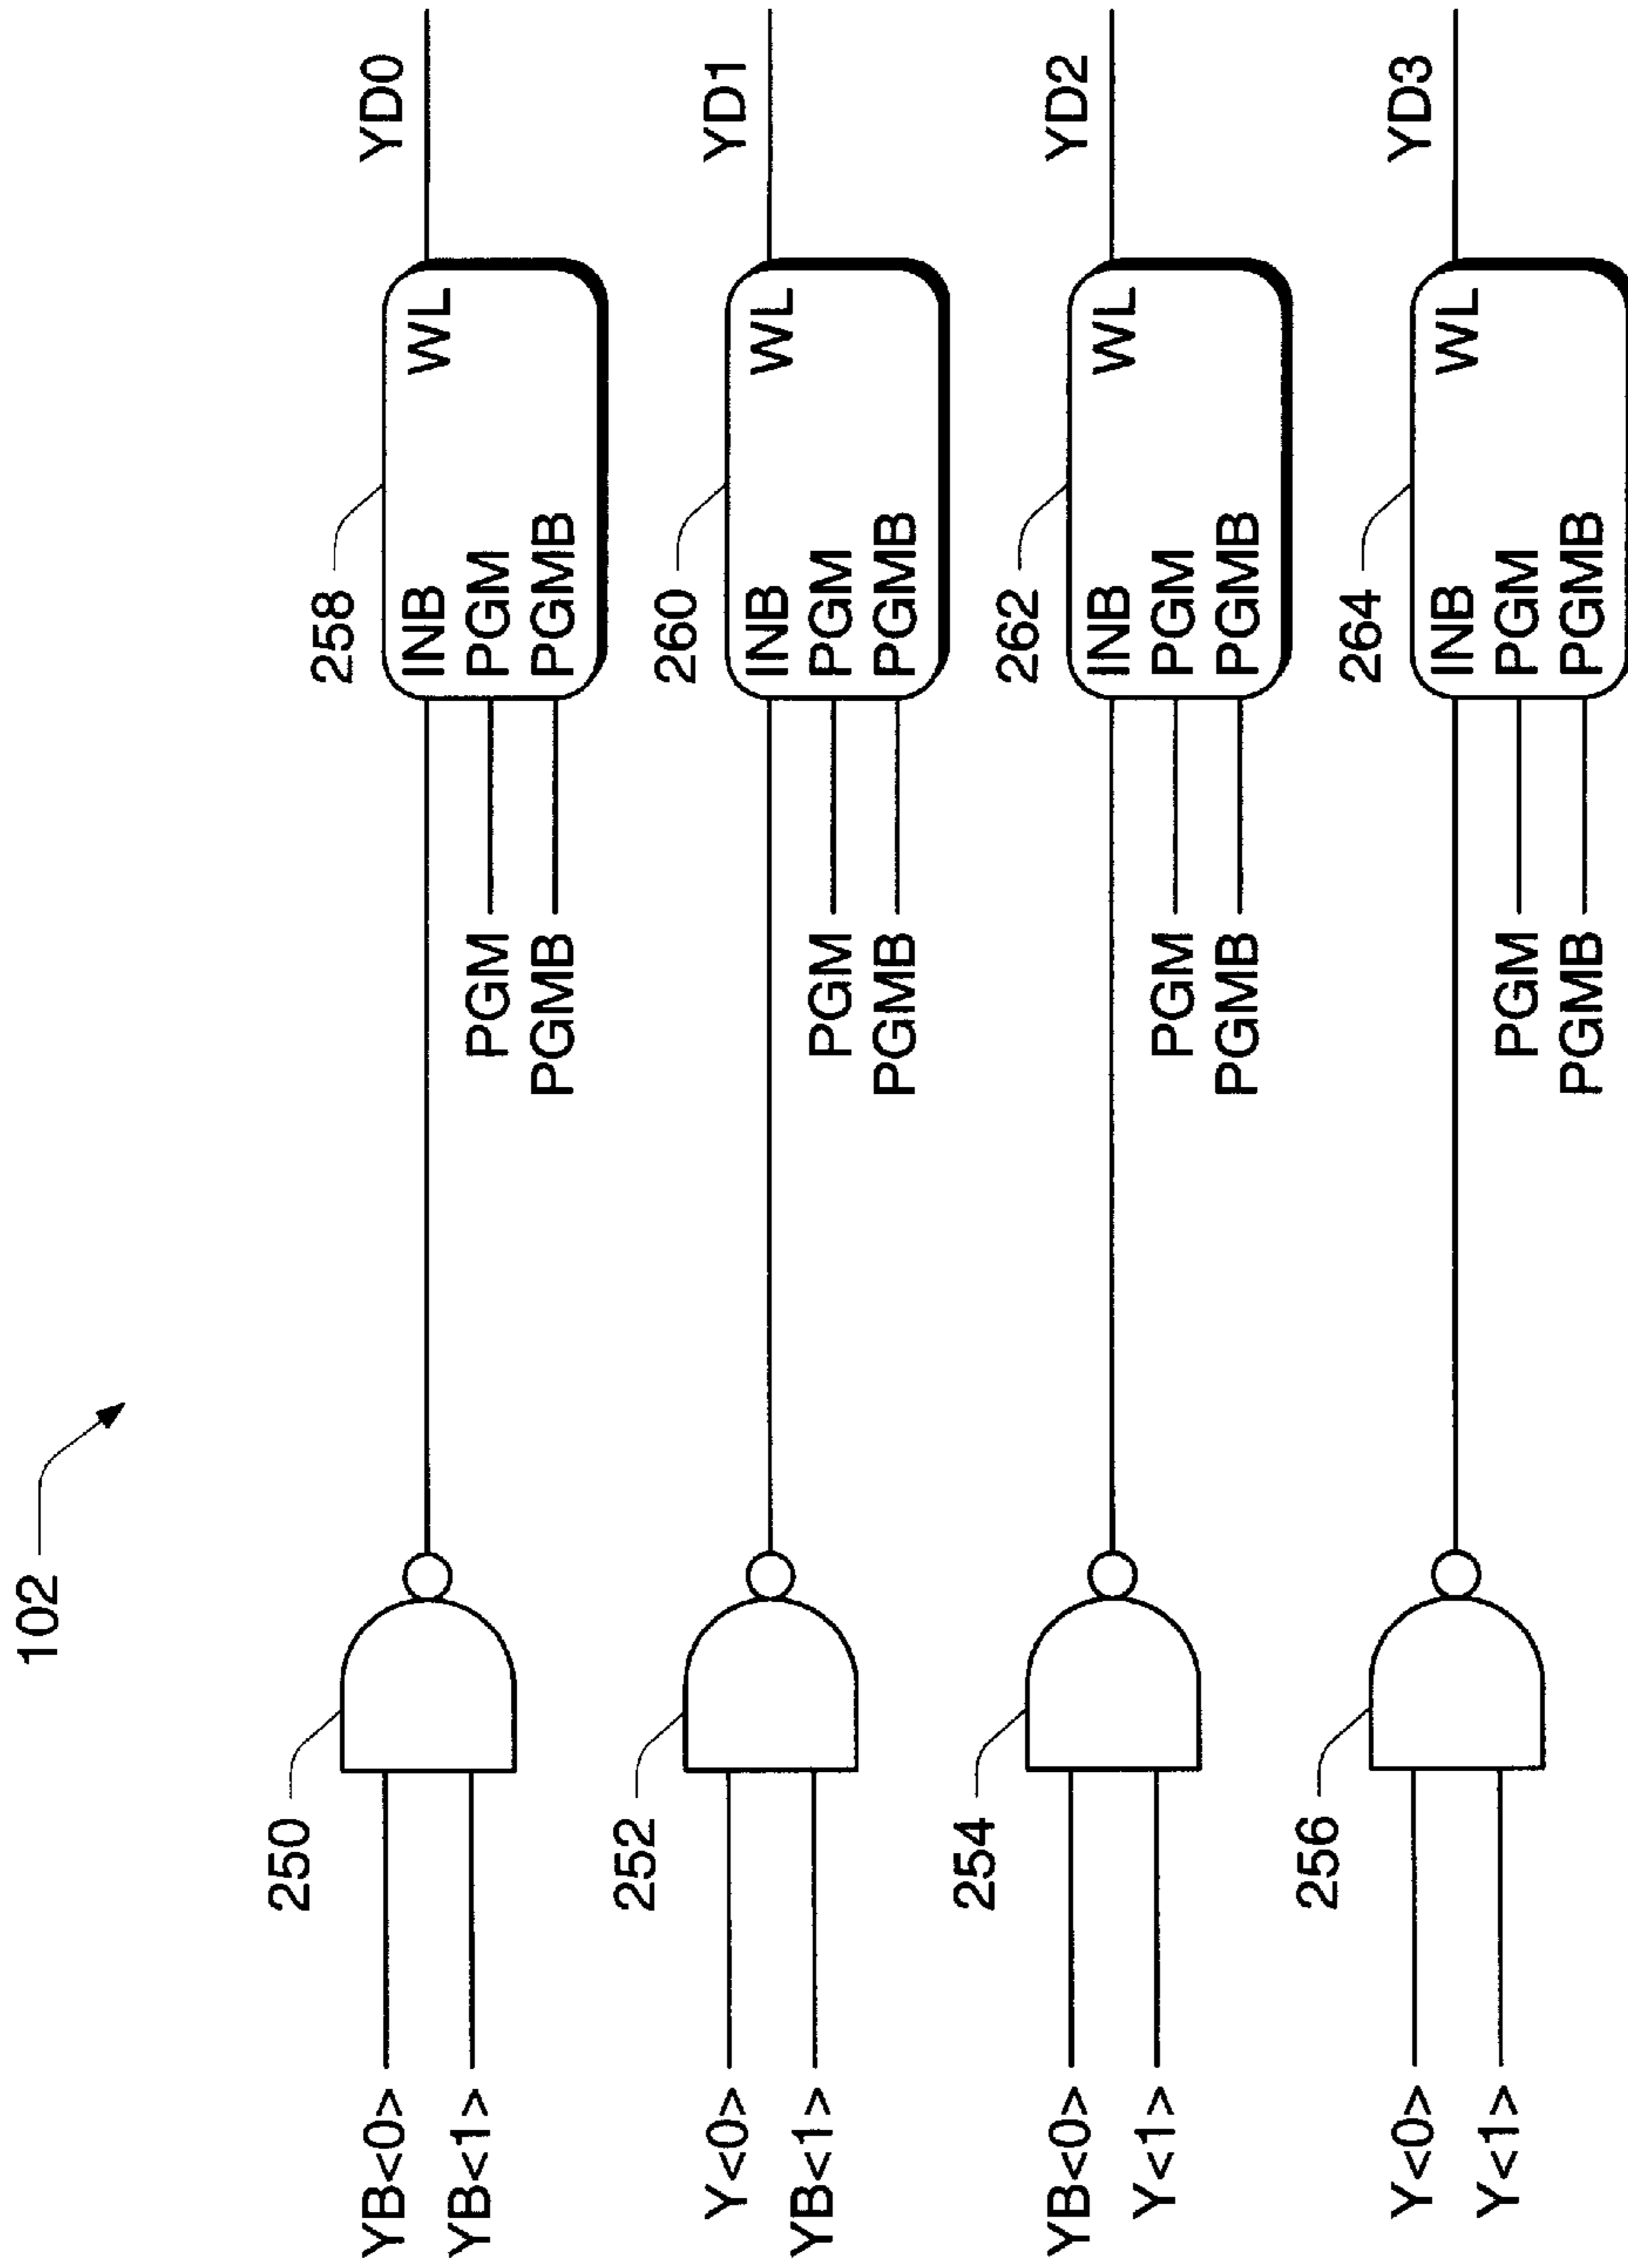 102
YB<0>
YB<1>
250
PGM
PGMB
258
INB
PGM
PGMB
WL
YD0
Y<0>
YB<1>
252
PGM
PGMB
260
INB
PGM
PGMB
WL
YD1
YB<0>
Y<1>
254
PGM
PGMB
262
INB
PGM
PGMB
WL
YD2
Y<0>
Y<1>
256
PGM
PGMB
264
INB
PGM
PGMB
WL
YD3